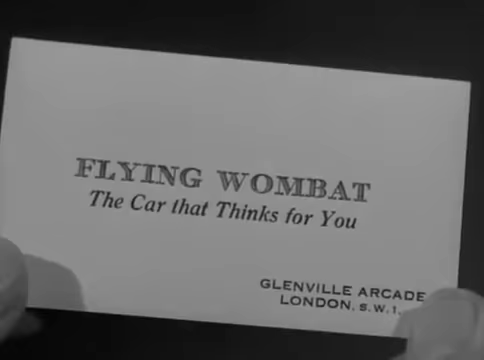 FLYING WOMBAT
The Car that Thinks for You
GLENVILLE ARCADE
LONDON, S.W.1.